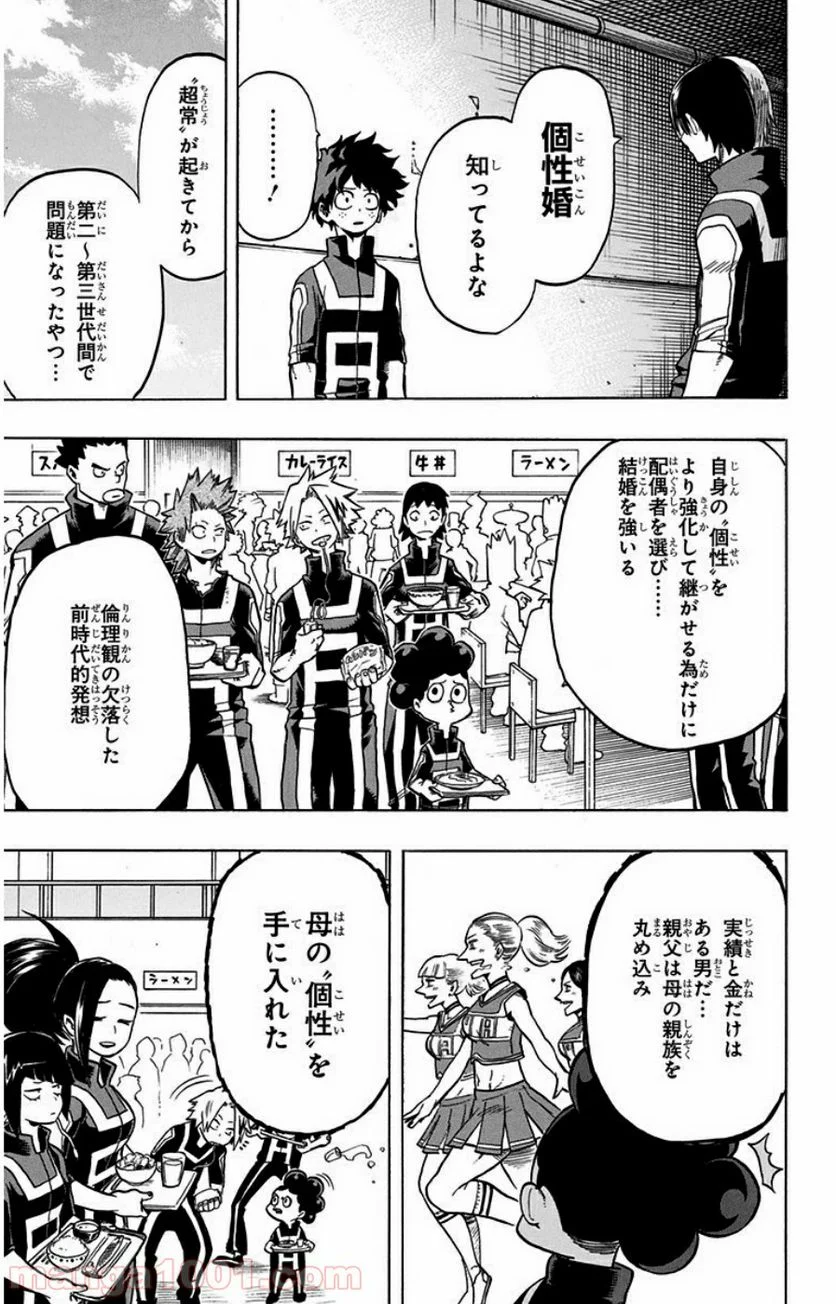 個性婚
知ってるよな
………!
〝超常〟が起きてから
第二〜第三世代間で
問題になったやつ…
自身の〝個性〟を
より強化して継がせる為だけに
配偶者を選び……
結婚を強いる
ラーメン
牛丼
カレーライス
倫理観の欠落した
前時代的発想
実績と金だけは
ある男だ…
親父は母の親族を
丸め込み
母の〝個性〟を
手に入れた
ラーメン
manga1001.com